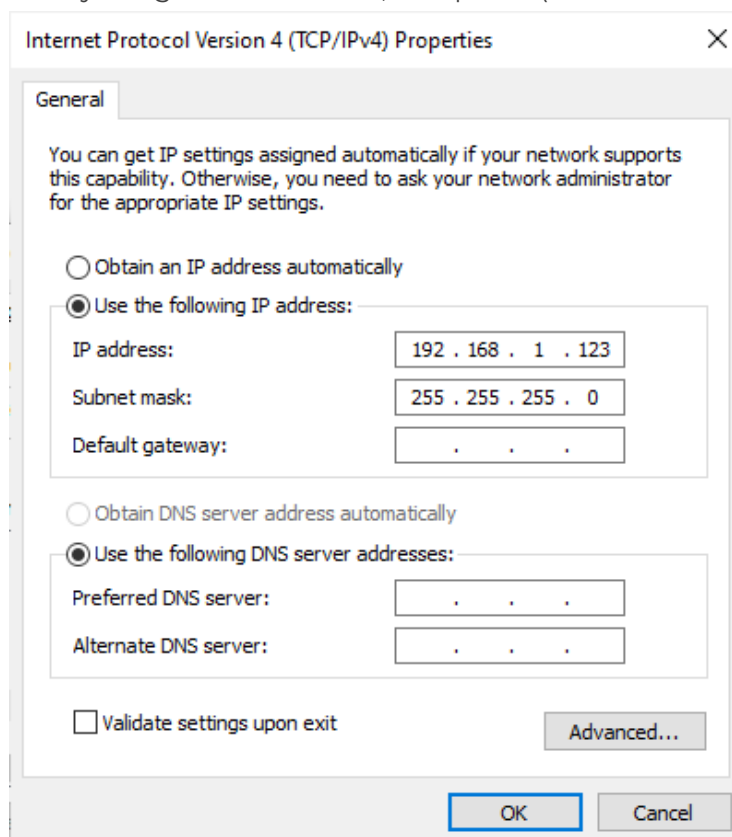 Internet Protocol Version 4 (TCP/IPv4) Properties
General
You can get IP settings assigned automatically if your network supports
this capability. Otherwise, you need to ask your network administrator
for the appropriate IP settings.
Obtain an IP address automatically
Use the following IP address:
IP address: 192 . 168 . 1 . 123
Subnet mask: 255 . 255 . 255 . 0
Default gateway: . . .
Obtain DNS server address automatically
Use the following DNS server addresses:
Preferred DNS server: . . .
Alternate DNS server: . . .
Validate settings upon exit
Advanced...
OK Cancel